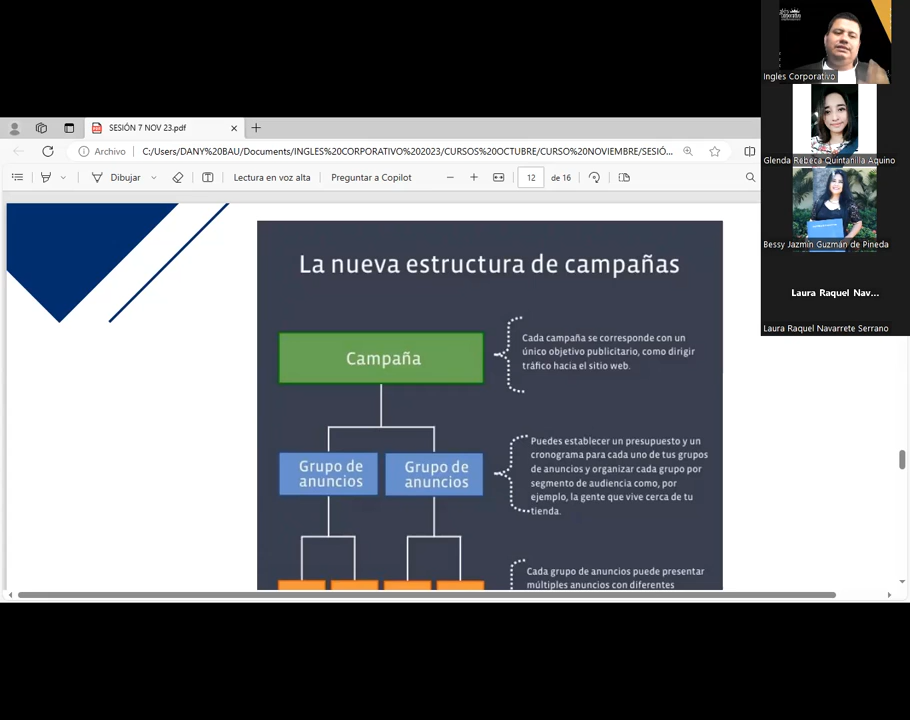 Ingles Corporativo
SESIÓN 7 NOV 23.pdf
Archivo
C:/Users/DANY%20BAU/Documents/INGLES%20CORPORATIVO%202023/CURSOS%20OCTUBRE/CURSO%20NOVIEMBRE/SESIÓ...
Glenda Rebeca Quintanilla Aquino
Dibujar
Lectura en voz alta
Preguntar a Copilot
12
de 16
Bessy Jazmín Guzmán de Pineda
Laura Raquel Nav...
Laura Raquel Navarrete Serrano
La nueva estructura de campañas
Campaña
Cada campaña se corresponde con un
único objetivo publicitario, como dirigir
tráfico hacia el sitio web.
Grupo de
anuncios
Grupo de
anuncios
Puedes establecer un presupuesto y un
cronograma para cada uno de tus grupos
de anuncios y organizar cada grupo por
segmento de audiencia como, por
ejemplo, la gente que vive cerca de tu
tienda.
Cada grupo de anuncios puede presentar
múltiples anuncios con diferentes